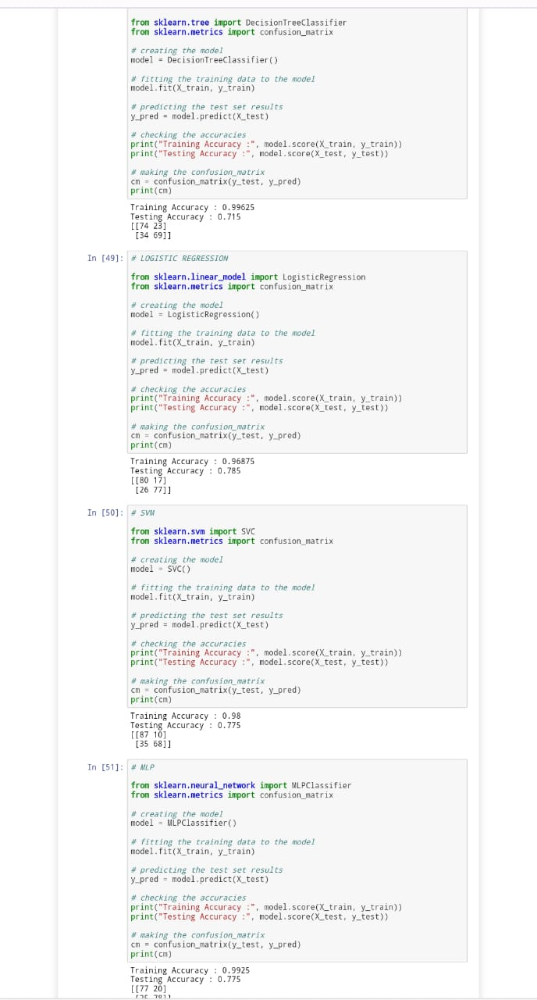 from sklearn.tree import DecisionTreeClassifier
from sklearn.metrics import confusion_matrix
# creating the model
model = DecisionTreeClassifier()
# fitting the training data to the model
model.fit(X_train, y_train)
# predicting the test set results
y_pred = model.predict(X_test)
# checking the accuracies
print("Training Accuracy :", model.score(X_train, y_train))
print("Testing Accuracy :", model.score(X_test, y_test))
# making the confusion_matrix
cm = confusion_matrix(y_test, y_pred)
print(cm)
Training Accuracy : 0.99625
Testing Accuracy : 0.715
[[74 23]
[34 69]]
In [49]: # LOGISTIC REGRESSION
from sklearn.linear_model import LogisticRegression
from sklearn.metrics import confusion_matrix
# creating the model
model = LogisticRegression()
# fitting the training data to the model
model.fit(X_train, y_train)
# predicting the test set results
y_pred = model.predict(X_test)
# checking the accuracies
print("Training Accuracy :", model.score(X_train, y_train))
print("Testing Accuracy :", model.score(X_test, y_test))
# making the confusion_matrix
cm = confusion_matrix(y_test, y_pred)
print(cm)
Training Accuracy : 0.96875
Testing Accuracy : 0.785
[[80 17]
[26 77]]
In [50]: # SVM
from sklearn.svm import SVC
from sklearn.metrics import confusion_matrix
# creating the model
model = SVC()
# fitting the training data to the model
model.fit(X_train, y_train)
# predicting the test set results
y_pred = model.predict(X_test)
# checking the accuracies
print("Training Accuracy :", model.score(X_train, y_train))
print("Testing Accuracy :", model.score(X_test, y_test))
# making the confusion_matrix
cm = confusion_matrix(y_test, y_pred)
print(cm)
Training Accuracy : 0.98
Testing Accuracy : 0.775
[[87 10]
[35 68]]
In [51]: # MLP
from sklearn.neural_network import MLPClassifier
from sklearn.metrics import confusion_matrix
# creating the model
model = MLPClassifier()
# fitting the training data to the model
model.fit(X_train, y_train)
# predicting the test set results
y_pred = model.predict(X_test)
# checking the accuracies
print("Training Accuracy :", model.score(X_train, y_train))
print("Testing Accuracy :", model.score(X_test, y_test))
# making the confusion_matrix
cm = confusion_matrix(y_test, y_pred)
print(cm)
Training Accuracy : 0.9925
Testing Accuracy : 0.775
[[77 20]